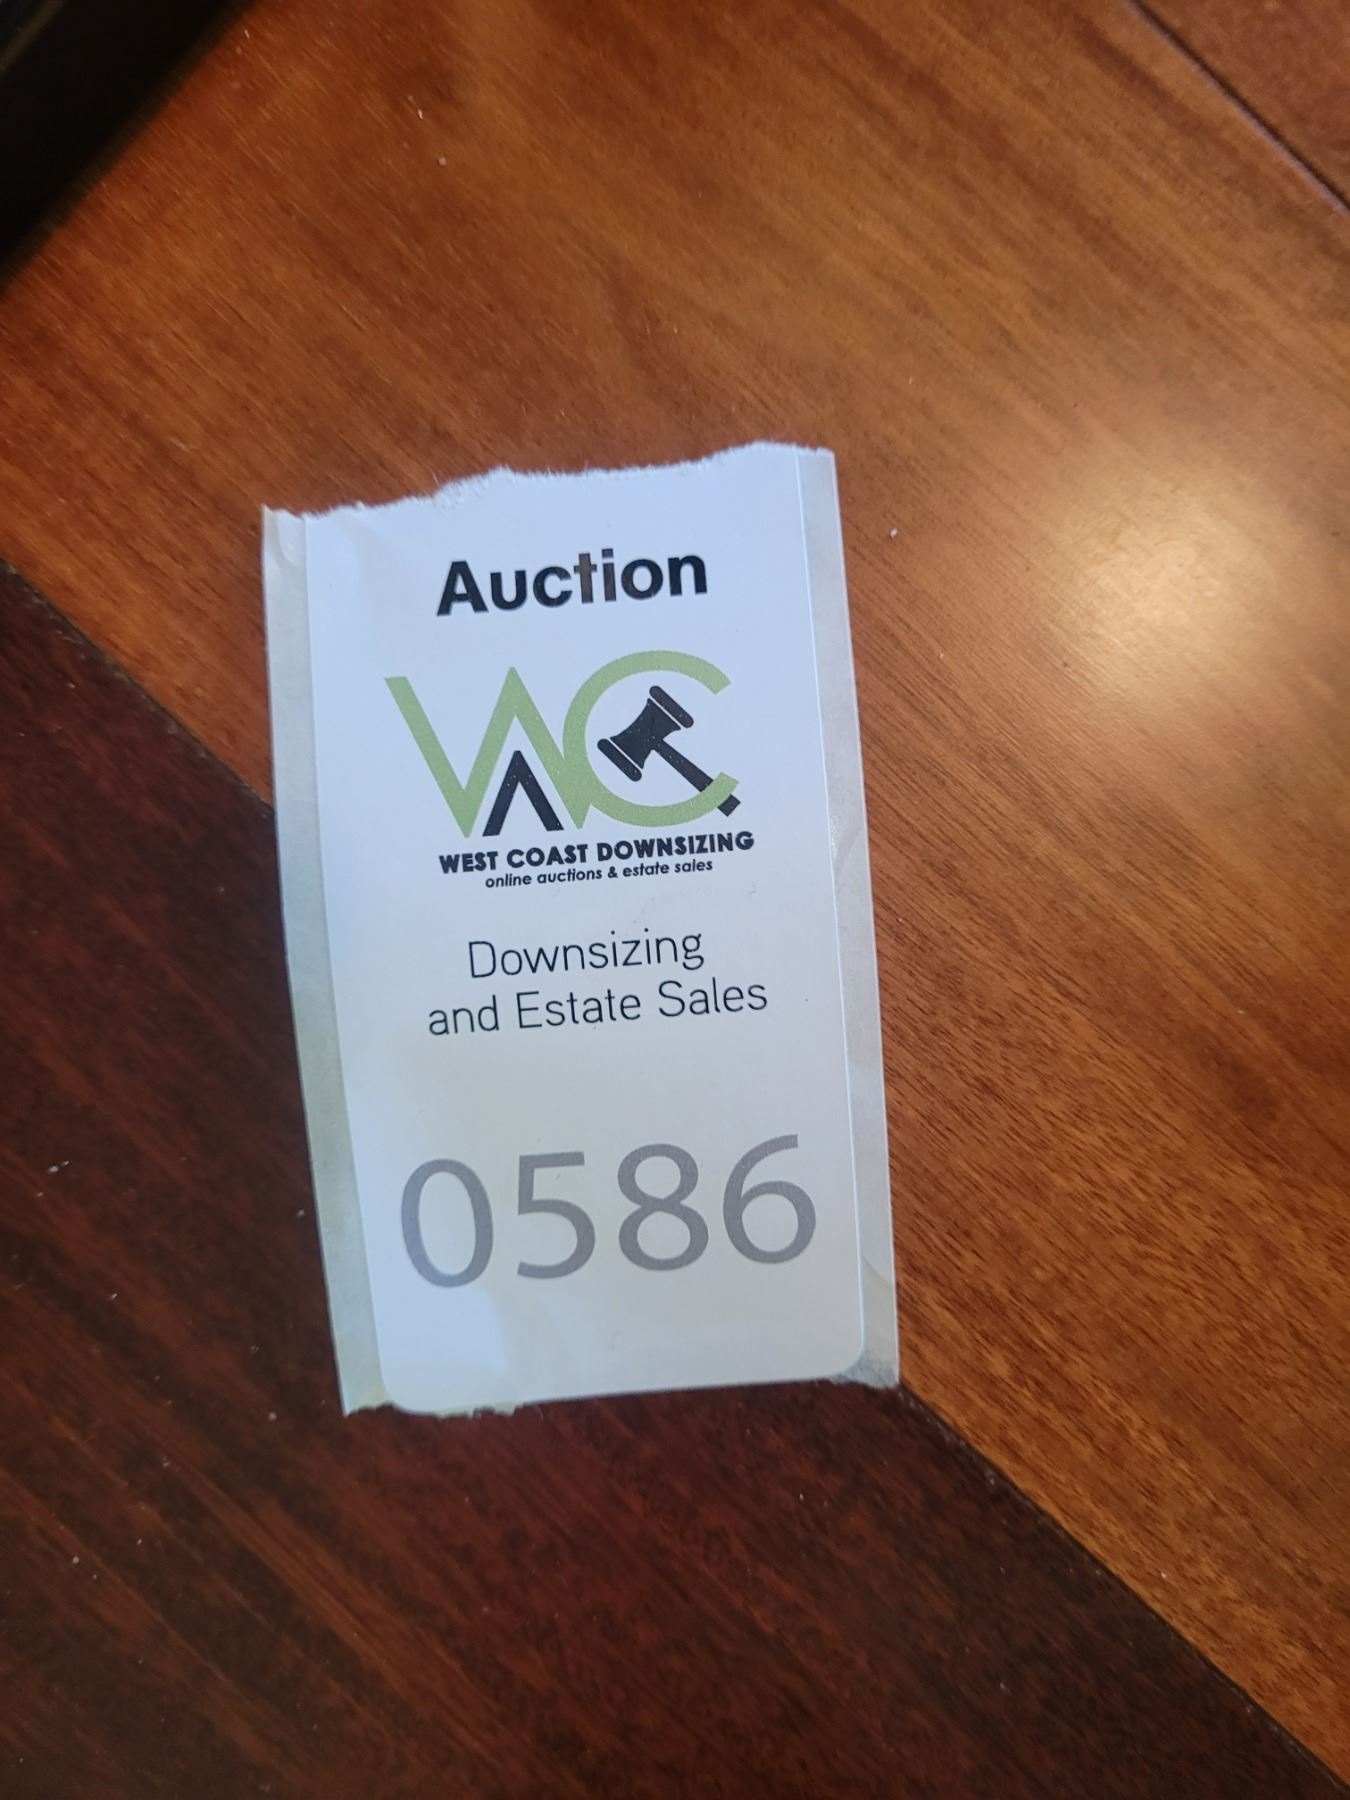 Auction
WC
WEST COAST DOWNSIZING
online auctions & estate sales
Downsizing
and Estate Sales
0586